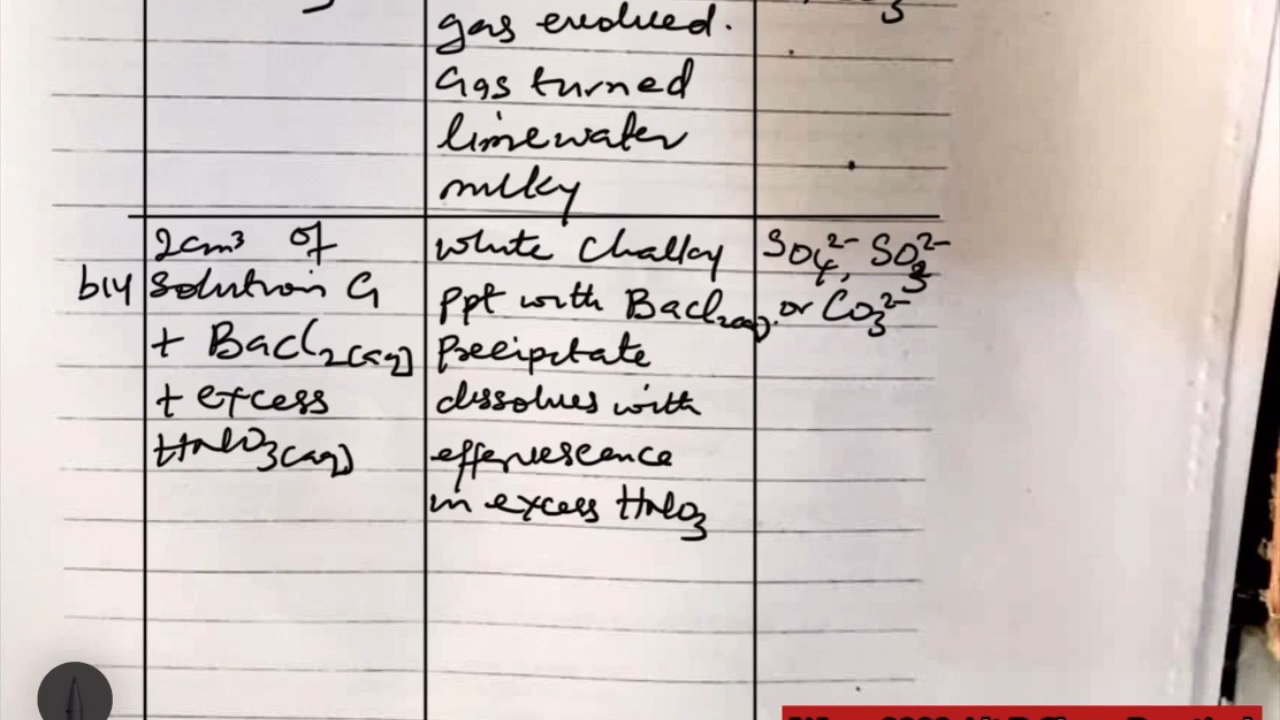 gas evolved.
Gas turned
limewater
milky
2cm³ of
b14 solution G
+ BaCl₂(aq)
+ excess
HNO₃(aq)
white Chalky
ppt with BaCl₂(aq).
Precipitate
dissolves with
effervescence
in excess HNO₃
SO₄²⁻, SO₃²⁻
or CO₃²⁻